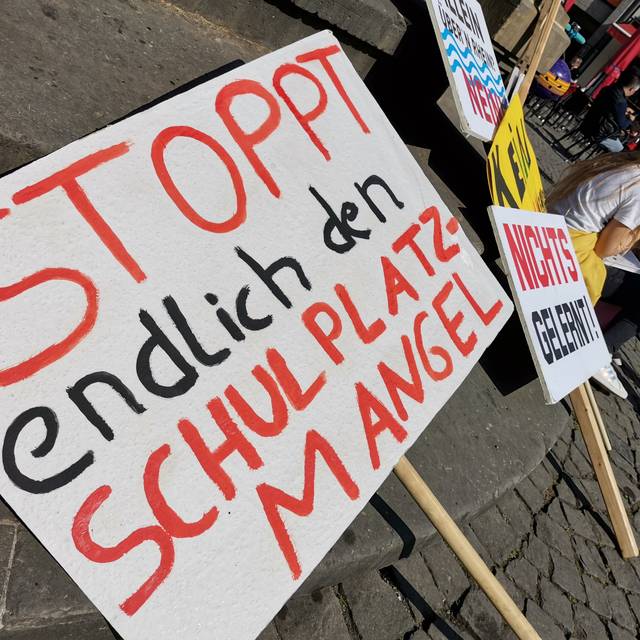 STOPPT
endlich den
SCHULPLATZ-
MANGEL
NICHTS
GELERNT!